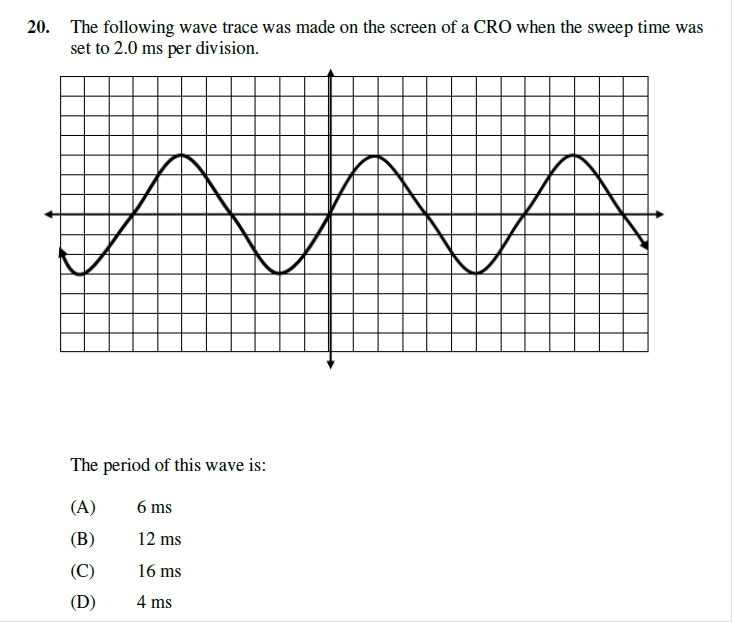 20. The following wave trace was made on the screen of a CRO when the sweep time was
set to 2.0 ms per division.
The period of this wave is:
(A) 6 ms
(B) 12 ms
(C) 16 ms
(D) 4 ms